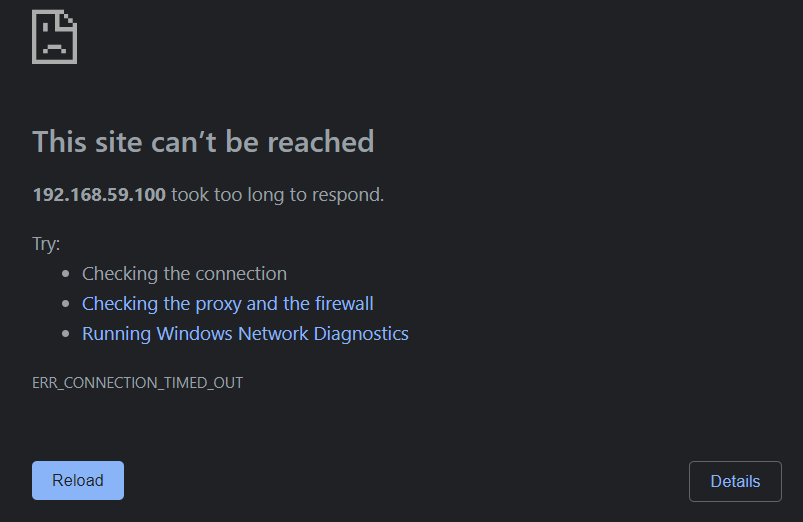 This site can’t be reached
192.168.59.100 took too long to respond.
Try:
Checking the connection
Checking the proxy and the firewall
Running Windows Network Diagnostics
ERR_CONNECTION_TIMED_OUT
Reload
Details